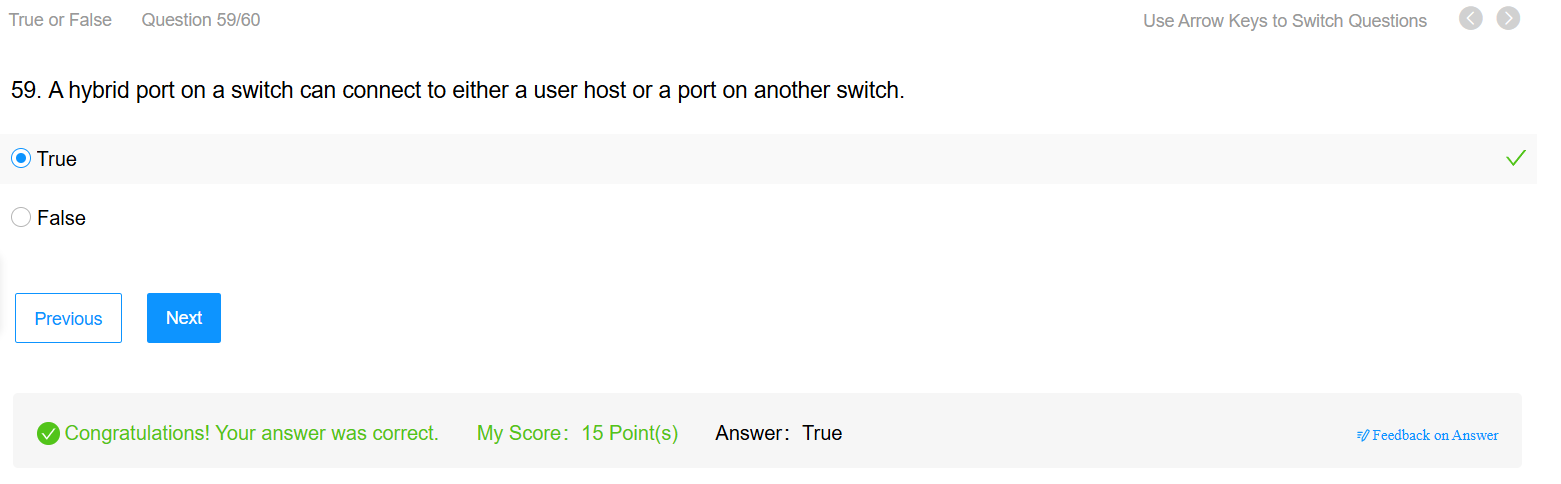 True or False Question 59/60 Use Arrow Keys to Switch Questions
59. A hybrid port on a switch can connect to either a user host or a port on another switch.
True
False
Previous Next
Congratulations! Your answer was correct. My Score： 15 Point(s) Answer： True Feedback on Answer